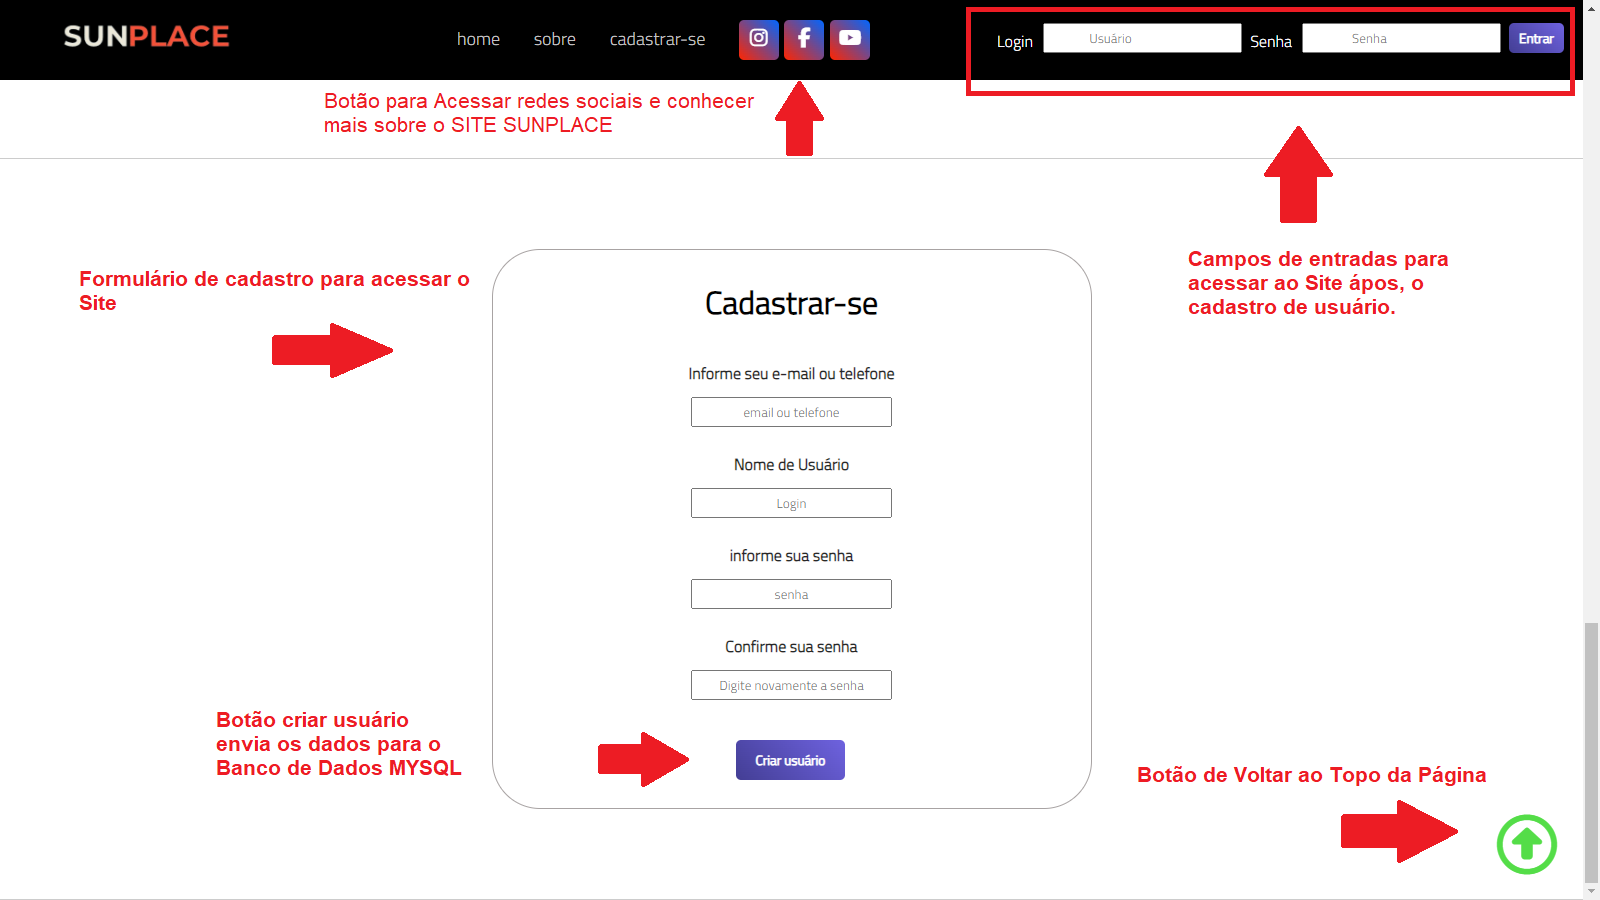 SUNPLACE home sobre cadastrar-se Login Usuário Senha Senha Entrar
Botão para Acessar redes sociais e conhecer
mais sobre o SITE SUNPLACE
Campos de entradas para
acessar ao Site ápos, o
cadastro de usuário.
Formulário de cadastro para acessar o
Site
Cadastrar-se
Informe seu e-mail ou telefone
email ou telefone
Nome de Usuário
Login
informe sua senha
senha
Confirme sua senha
Digite novamente a senha
Botão criar usuário
envia os dados para o
Banco de Dados MYSQL
Criar usuário
Botão de Voltar ao Topo da Página